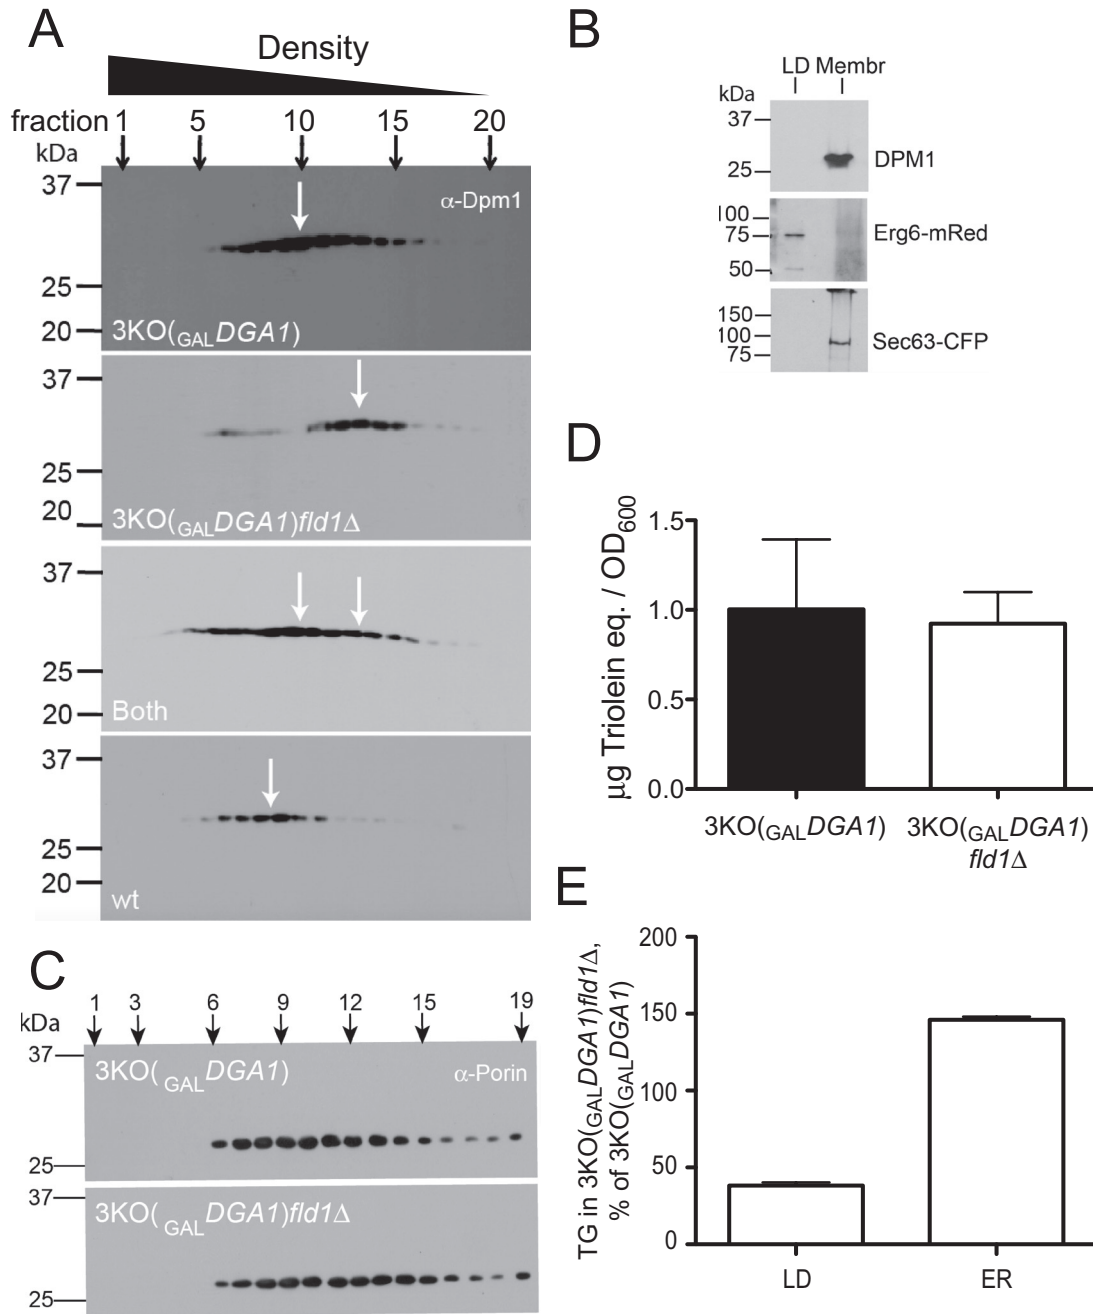 A
Density
fraction 1 5 10 15 20
kDa
37
α-Dpm1
25
20
3KO(GALDGA1)
37
25
20
3KO(GALDGA1)fld1Δ
37
25
20
Both
37
25
20
wt
B
LD Membr
kDa
37
DPM1
25
100
75
Erg6-mRed
50
150
100
Sec63-CFP
75
C
1 3 6 9 12 15 19
kDa
37
3KO(GALDGA1)
α-Porin
25
37
3KO(GALDGA1)fld1Δ
25
D
µg Triolein eq. / OD600
1.5
1.0
0.5
0.0
3KO(GALDGA1) 3KO(GALDGA1)
fld1Δ
E
TG in 3KO(GALDGA1)fld1Δ,
% of 3KO(GALDGA1)
200
150
100
50
0
LD ER